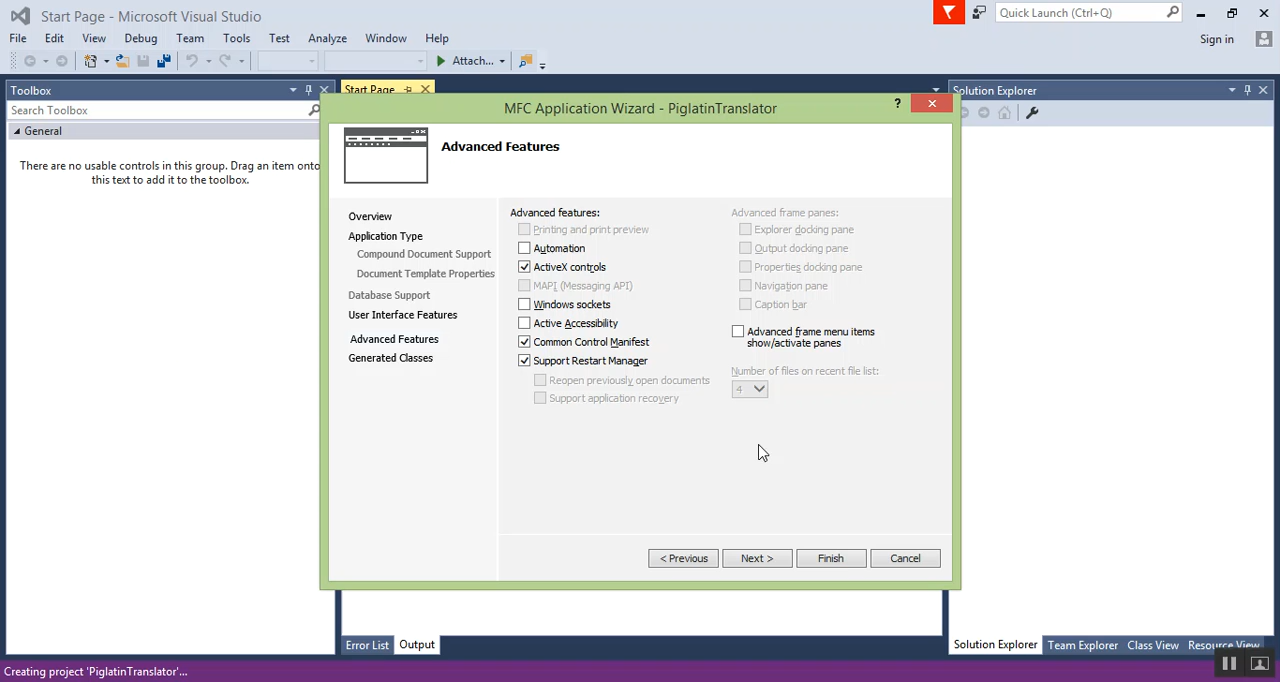 Start Page - Microsoft Visual Studio
Quick Launch (Ctrl+Q)
File Edit View Debug Team Tools Test Analyze Window Help
Sign in
Attach...
Toolbox
Start Page
Solution Explorer
Search Toolbox
General
There are no usable controls in this group. Drag an item onto
this text to add it to the toolbox.
MFC Application Wizard - PiglatinTranslator
?
Advanced Features
Overview
Application Type
Compound Document Support
Document Template Properties
Database Support
User Interface Features
Advanced Features
Generated Classes
Advanced features:
Printing and print preview
Automation
ActiveX controls
MAPI (Messaging API)
Windows sockets
Active Accessibility
Common Control Manifest
Support Restart Manager
Reopen previously open documents
Support application recovery
Advanced frame panes:
Explorer docking pane
Output docking pane
Properties docking pane
Navigation pane
Caption bar
Advanced frame menu items
show/activate panes
Number of files on recent file list:
4
< Previous
Next >
Finish
Cancel
Error List
Output
Solution Explorer
Team Explorer
Class View
Resource View
Creating project 'PiglatinTranslator'...